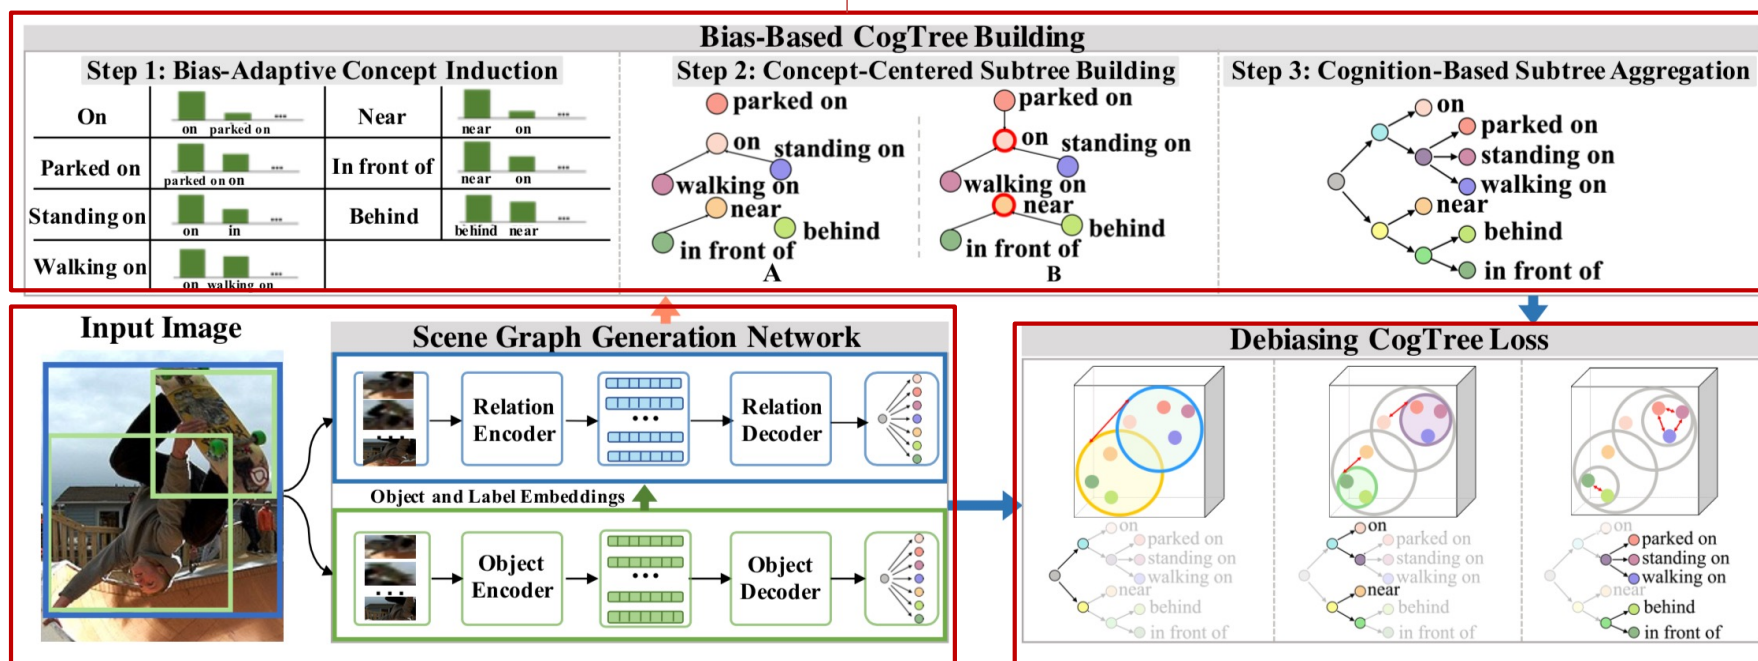 Bias-Based CogTree Building
Step 1: Bias-Adaptive Concept Induction
On
on parked on
...
Near
near on
...
Parked on
parked on on
...
In front of
near on
...
Standing on
on in
...
Behind
behind near
...
Walking on
on walking on
...
Step 2: Concept-Centered Subtree Building
parked on
on
standing on
walking on
near
behind
in front of
A
parked on
on
standing on
walking on
near
behind
in front of
B
Step 3: Cognition-Based Subtree Aggregation
on
parked on
standing on
walking on
near
behind
in front of
Input Image
Scene Graph Generation Network
...
Relation
Encoder
...
Relation
Decoder
Object and Label Embeddings
...
Object
Encoder
...
Object
Decoder
Debiasing CogTree Loss
on
parked on
standing on
walking on
near
behind
in front of
on
parked on
standing on
walking on
near
behind
in front of
on
parked on
standing on
walking on
near
behind
in front of